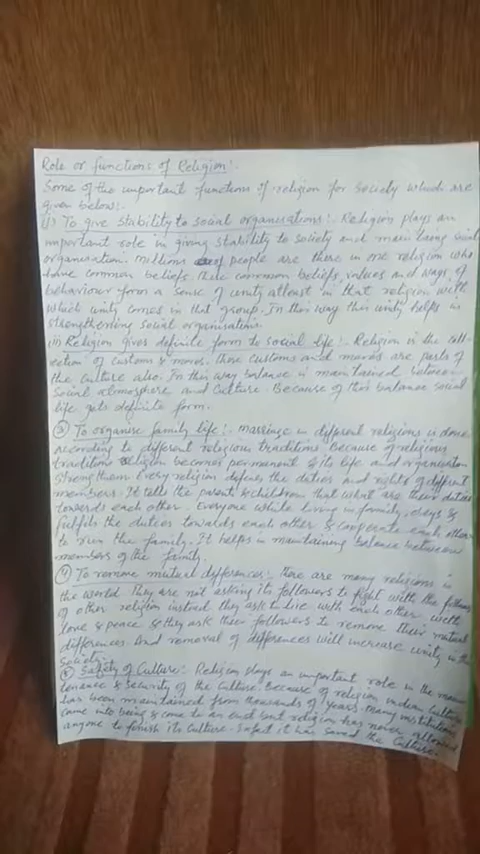 Role or functions of Religion:-
Some of the important functions of religion for society which are
given below:-
(i) To give stability to social organisations:- Religion plays an
important role in giving stability to society and maintaing social
organisation. millions of people are there in one religion who
have common beliefs. These common beliefs, values and ways of
behaviour form a sense of unity atleast in that religion with
which unity comes in that group. In this way this unity helps in
strengthening social organisations.
(ii) Religion gives definite form to social life:- Religion is the coll-
ection of customs & mores. These customs and mores are parts of
the culture also. In this way balance is maintained between
social atmosphere and culture. Because of this balance social
life gets definite form.
(3) To organise family life:- marriage in different religions is done
according to different religious traditions. Because of religious
traditions religion becomes permanent & its life and organisation
strengthens. Every religion defines the duties and rights of different
members. It tells the parents & children that what are their duties
towards each other. Everyone while living in family, obeys &
fulfils the duties towards each other & cooperate each other
to run the family. It helps in maintaining balance between
members of the family.
(4) To remove mutual differences:- there are many religions in
the world. They are not asking its followers to fight with the
of other religion instead they ask to live with each other with
love & peace & they ask their followers to remove their mutual
differences. And removal of differences will increase unity in the
society.
(5) Safety of Culture:- Religion plays an important role in the main-
tenance & security of the culture. Because of religion indian culture
has been maintained from thousands of years. Many institutions
came into being & come to an end but religion has never allowed
anyone to finish its culture. Infact it has saved the culture.